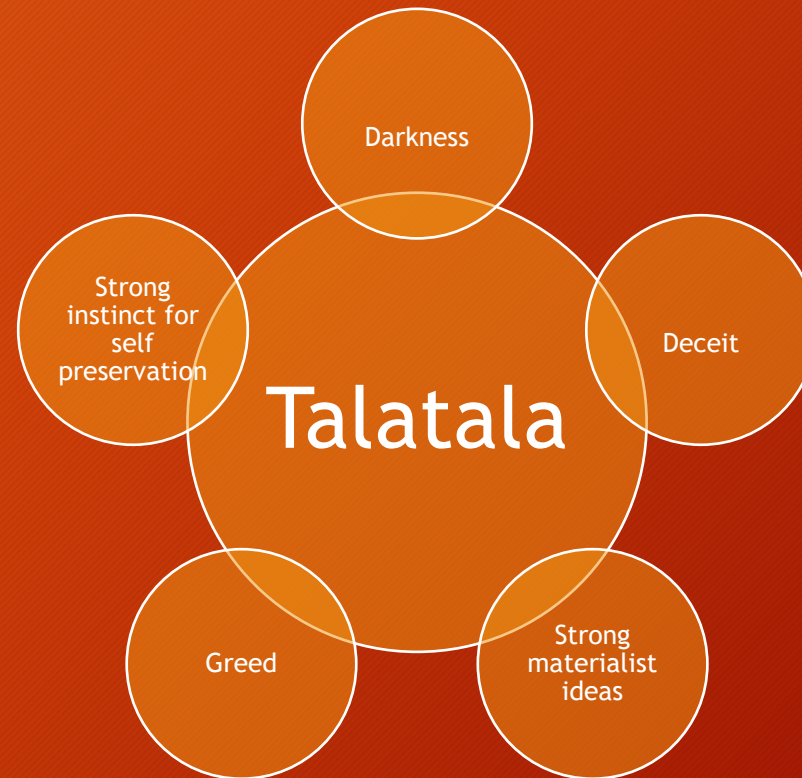 Darkness
Strong
instinct for
self
preservation
Deceit
Talatala
Greed
Strong
materialist
ideas